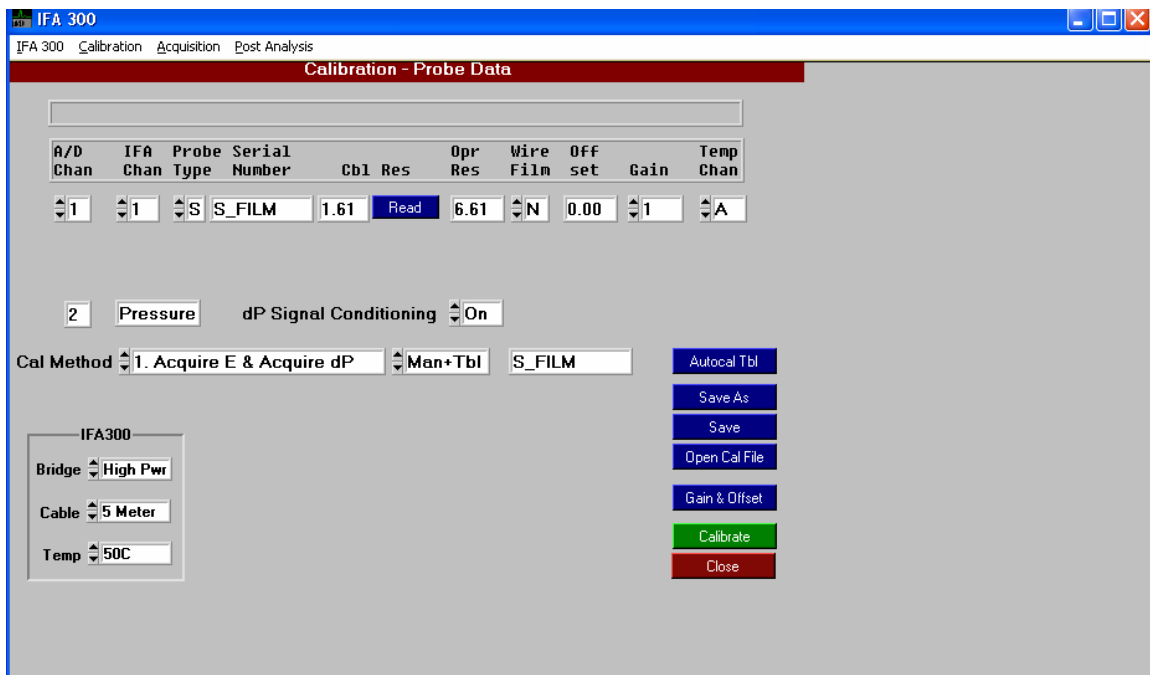 IFA 300
IFA 300 Calibration Acquisition Post Analysis
Calibration - Probe Data
A/D IFA Probe Serial Opr Wire Off Temp
Chan Chan Type Number Cbl Res Res Film set Gain Chan
1 1 S S_FILM 1.61 Read 6.61 N 0.00 1 A
2 Pressure dP Signal Conditioning On
Cal Method 1. Acquire E & Acquire dP Man+Tbl S_FILM Autocal Tbl
Save As
Save
Open Cal File
Gain & Offset
Calibrate
Close
IFA300
Bridge High Pwr
Cable 5 Meter
Temp 50C